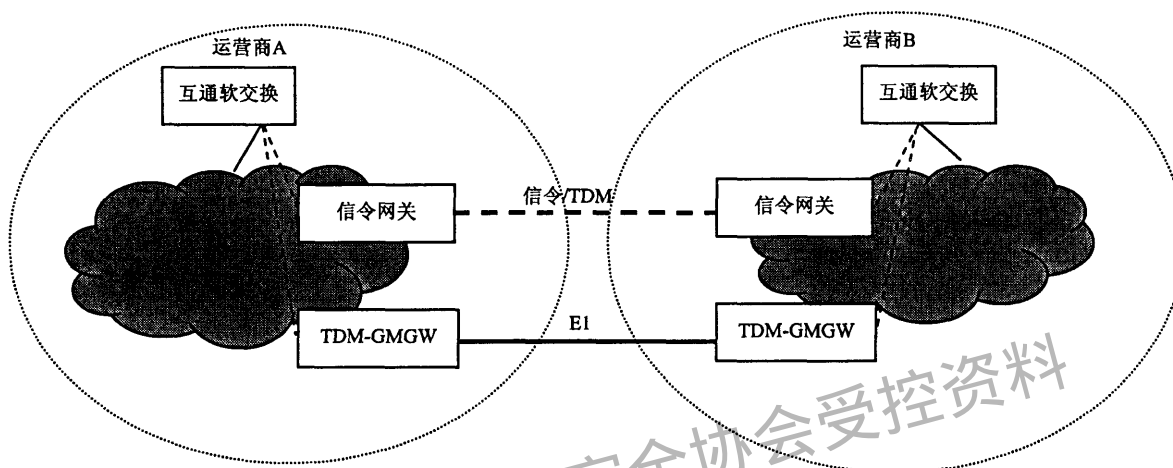 运营商A
运营商B
互通软交换
互通软交换
信令网关
信令/TDM
信令网关
TDM-GMGW
E1
TDM-GMGW
安全协会受控资料